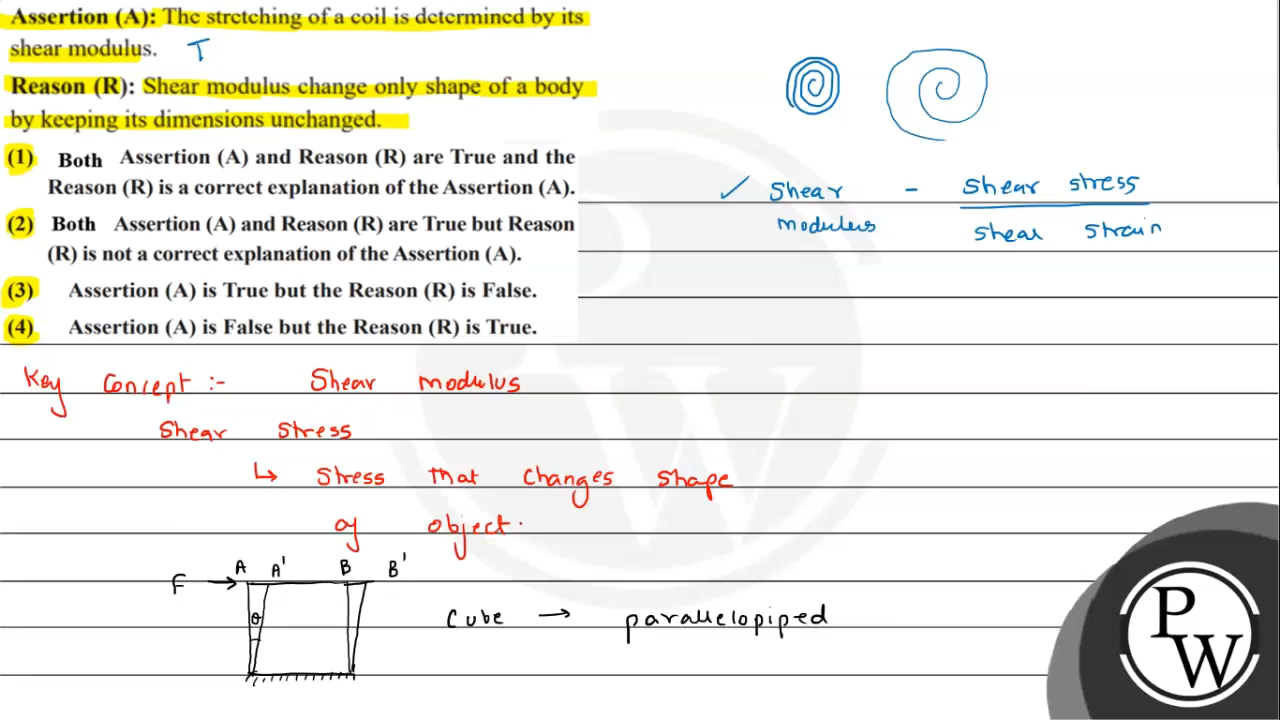 Assertion (A): The stretching of a coil is determined by its
shear modulus. T
Reason (R): Shear modulus change only shape of a body
by keeping its dimensions unchanged.
(1) Both Assertion (A) and Reason (R) are True and the
Reason (R) is a correct explanation of the Assertion (A).
(2) Both Assertion (A) and Reason (R) are True but Reason
(R) is not a correct explanation of the Assertion (A).
(3) Assertion (A) is True but the Reason (R) is False.
(4) Assertion (A) is False but the Reason (R) is True.
✓ Shear - shear stress
modulus shear strain
Key Concept :- Shear modulus
Shear stress
↳ Stress that changes shape
of object.
A A' B B'
F →
θ
Cube → parallelopiped
P
W
P
W